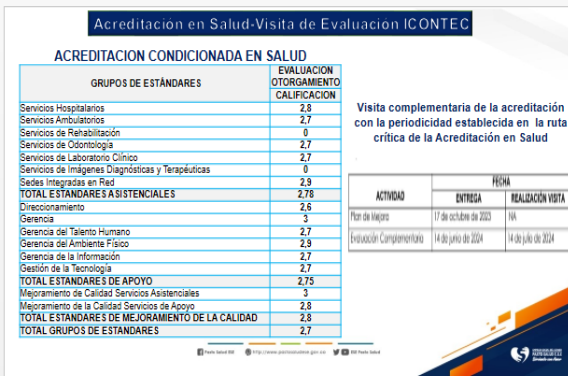 Acreditación en Salud-Visita de Evaluación ICONTEC
ACREDITACION CONDICIONADA EN SALUD
GRUPOS DE ESTÁNDARES
EVALUACION OTORGAMIENTO
CALIFICACION
Servicios Hospitalarios 2,8
Servicios Ambulatorios 2,7
Servicios de Rehabilitación 0
Servicios de Odontología 2,7
Servicios de Laboratorio Clínico 2,7
Servicios de Imágenes Diagnósticas y Terapéuticas 0
Sedes Integradas en Red 2,9
TOTAL ESTANDARES ASISTENCIALES 2,78
Direccionamiento 2,6
Gerencia 3
Gerencia del Talento Humano 2,7
Gerencia del Ambiente Físico 2,9
Gerencia de la Información 2,7
Gestión de la Tecnología 2,7
TOTAL ESTANDARES DE APOYO 2,75
Mejoramiento de Calidad Servicios Asistenciales 3
Mejoramiento de la Calidad Servicios de Apoyo 2,8
TOTAL ESTANDARES DE MEJORAMIENTO DE LA CALIDAD 2,8
TOTAL GRUPOS DE ESTANDARES 2,7
Visita complementaria de la acreditación
con la periodicidad establecida en la ruta
crítica de la Acreditación en Salud
ACTIVIDAD
FECHA
ENTREGA
REALIZACIÓN VISITA
Plan de Mejora 17 de octubre de 2023 NA
Evaluación Complementaria 14 de junio de 2024 14 de julio de 2024
Pasto Salud ESE
Pasto Salud